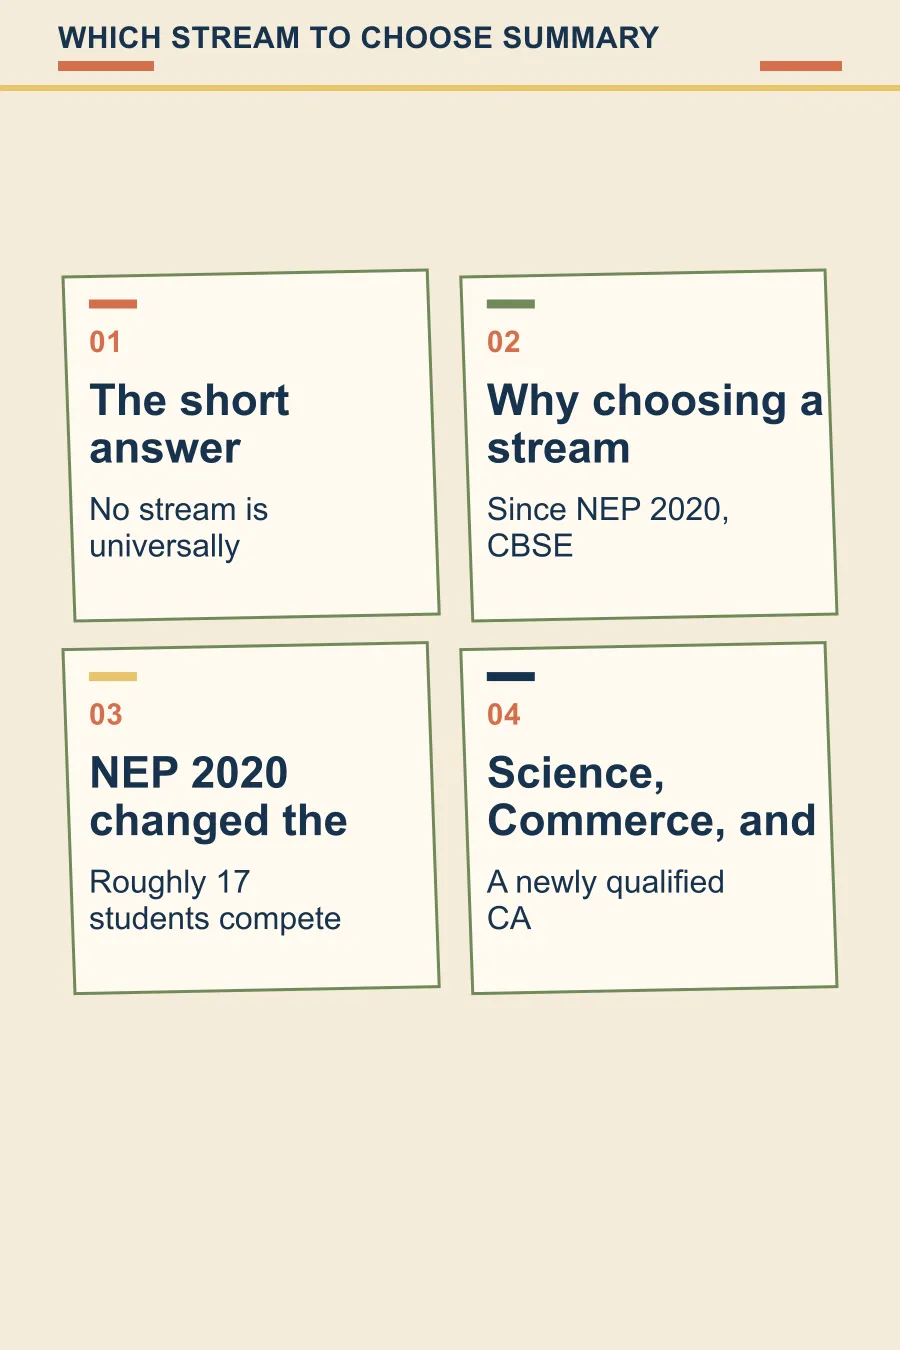 WHICH STREAM TO CHOOSE SUMMARY
01
The short
answer
No stream is
universally
02
Why choosing a
stream
Since NEP 2020,
CBSE
03
NEP 2020
changed the
Roughly 17
students compete
04
Science,
Commerce, and
A newly qualified
CA